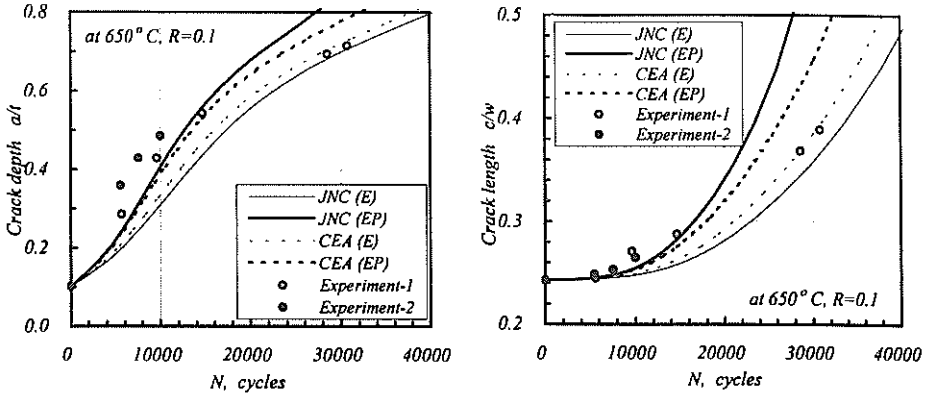 at 650°C, R=0.1
Crack depth a/t
0.8
0.6
0.4
0.2
0.0
JNC (E)
JNC (EP)
CEA (E)
CEA (EP)
Experiment-1
Experiment-2
0
10000
20000
30000
40000
N, cycles
Crack length c/w
0.5
0.4
0.3
0.2
JNC (E)
JNC (EP)
CEA (E)
CEA (EP)
Experiment-1
Experiment-2
at 650°C, R=0.1
0
10000
20000
30000
40000
N, cycles